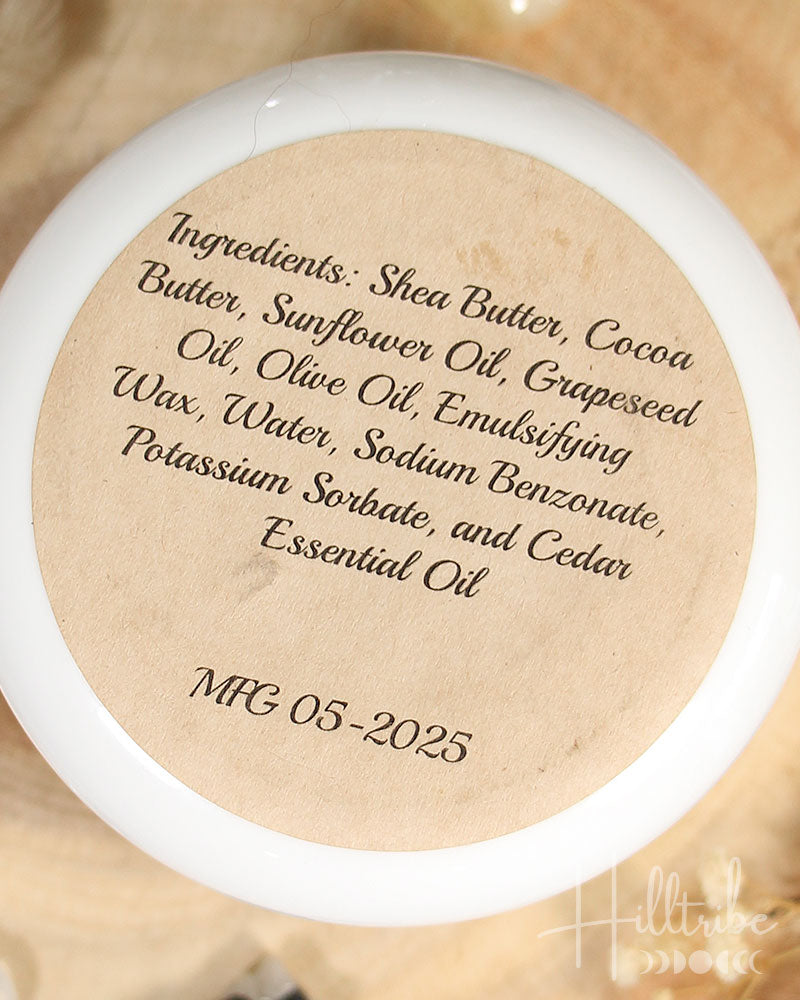 Ingredients: Shea Butter, Cocoa
Butter, Sunflower Oil, Grapeseed
Oil, Olive Oil, Emulsifying
Wax, Water, Sodium Benzonate,
Potassium Sorbate, and Cedar
Essential Oil
MFG 05-2025
Hilltribe